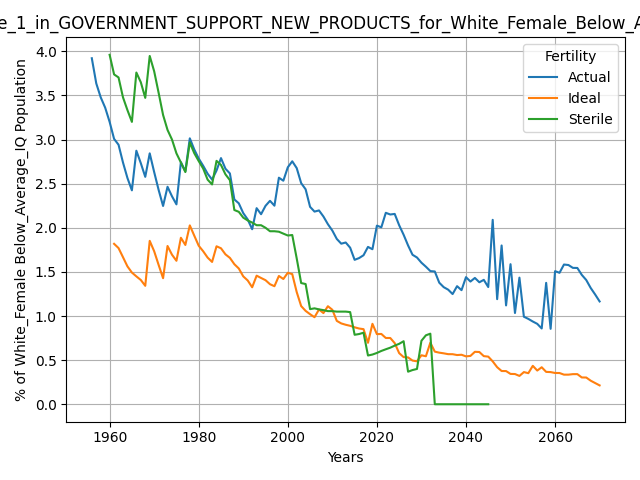 e_1_in_GOVERNMENT_SUPPORT_NEW_PRODUCTS_for_White_Female_Below_A
Fertility
Actual
Ideal
Sterile
% of White_Female Below_Average_IQ Population
4.0
3.5
3.0
2.5
2.0
1.5
1.0
0.5
0.0
1960 1980 2000 2020 2040 2060
Years